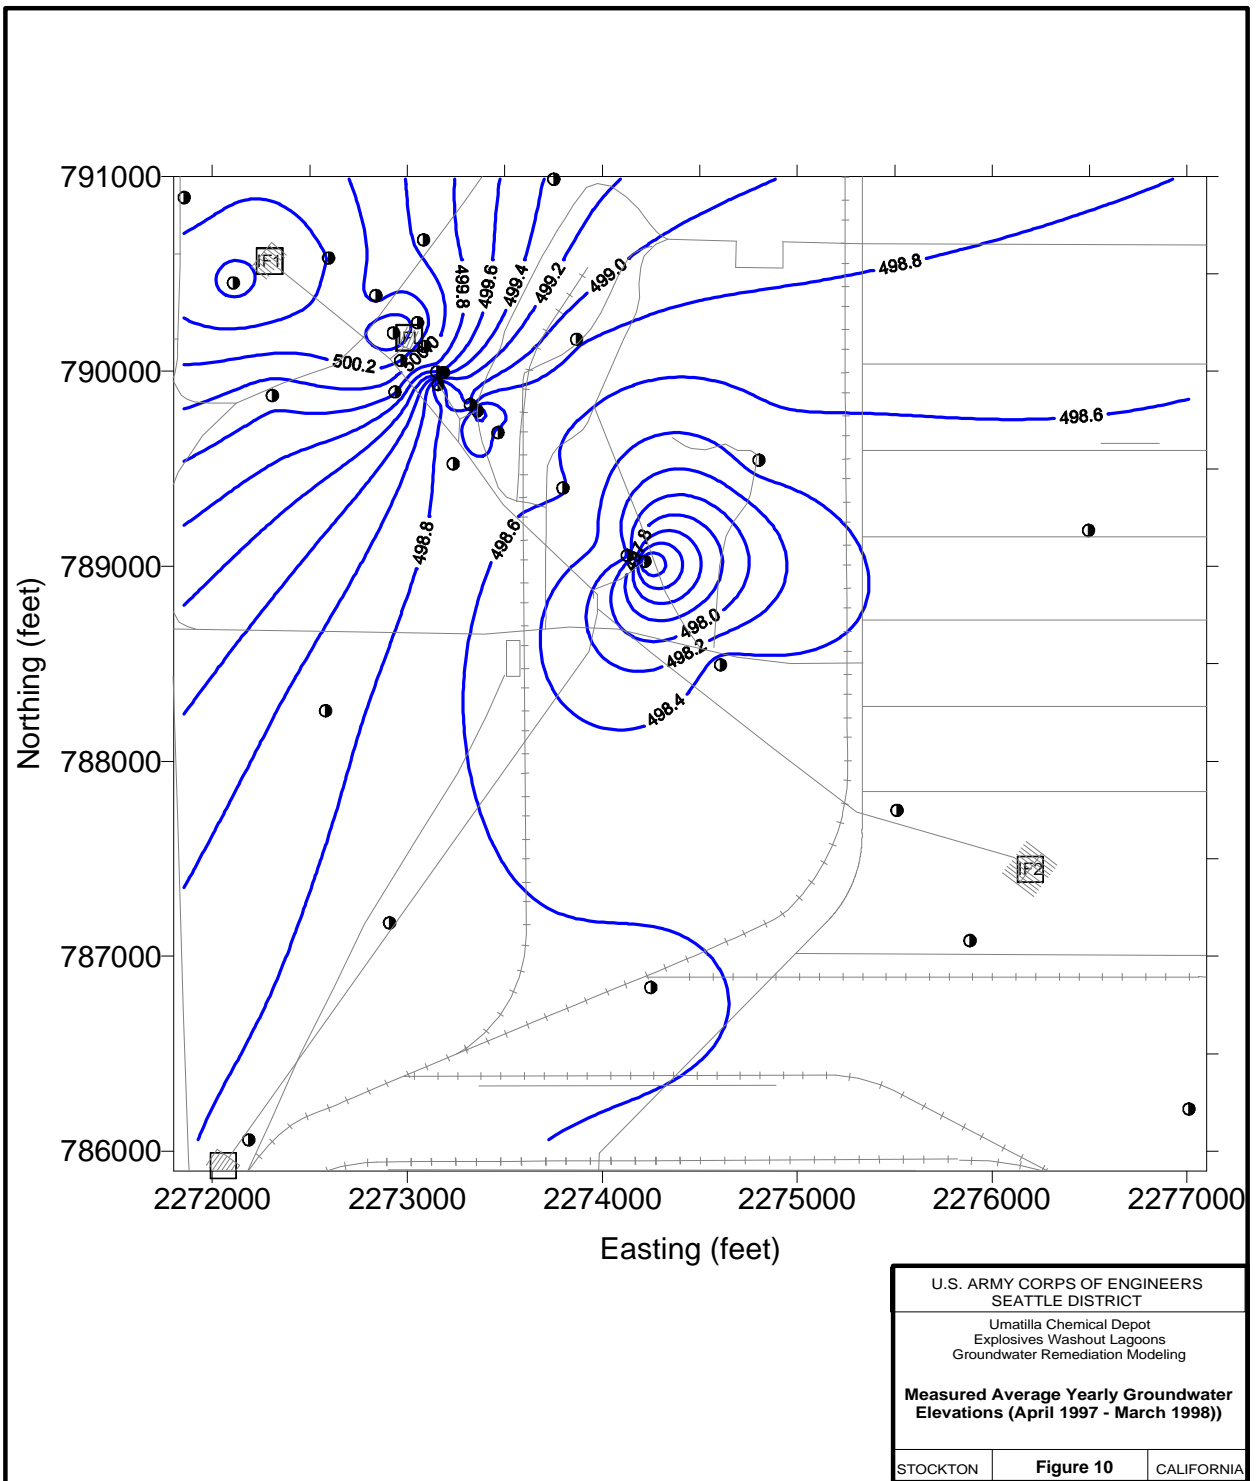 791000
790000
789000
788000
787000
786000
Northing (feet)
2272000
2273000
2274000
2275000
2276000
2277000
Easting (feet)
IF1
IF2
500.2
499.8
499.6
499.4
499.2
499.0
498.8
498.6
498.8
498.6
498.0
498.2
498.4
U.S. ARMY CORPS OF ENGINEERS
SEATTLE DISTRICT
Umatilla Chemical Depot
Explosives Washout Lagoons
Groundwater Remediation Modeling
Measured Average Yearly Groundwater
Elevations (April 1997 - March 1998))
STOCKTON
Figure 10
CALIFORNIA